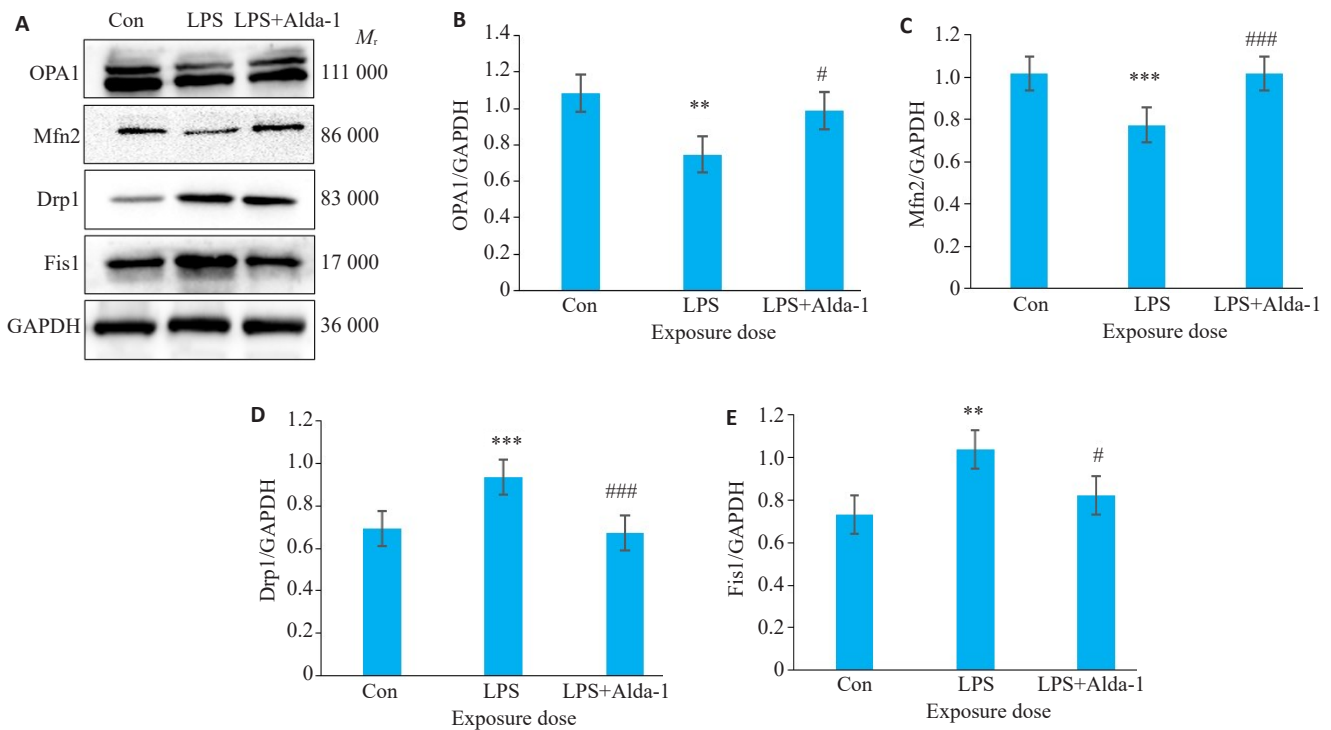 A
Con LPS LPS+Alda-1
Mr
OPA1 111 000
Mfn2 86 000
Drp1 83 000
Fis1 17 000
GAPDH 36 000
B
OPA1/GAPDH
1.4
1.2
1.0
0.8
0.6
0.4
0.2
0
**
#
Con LPS LPS+Alda-1
Exposure dose
C
Mfn2/GAPDH
1.2
1.0
0.8
0.6
0.4
0.2
0
***
###
Con LPS LPS+Alda-1
Exposure dose
D
Drp1/GAPDH
1.2
1.0
0.8
0.6
0.4
0.2
0
***
###
Con LPS LPS+Alda-1
Exposure dose
E
Fis1/GAPDH
1.2
1.0
0.8
0.6
0.4
0.2
0
**
#
Con LPS LPS+Alda-1
Exposure dose